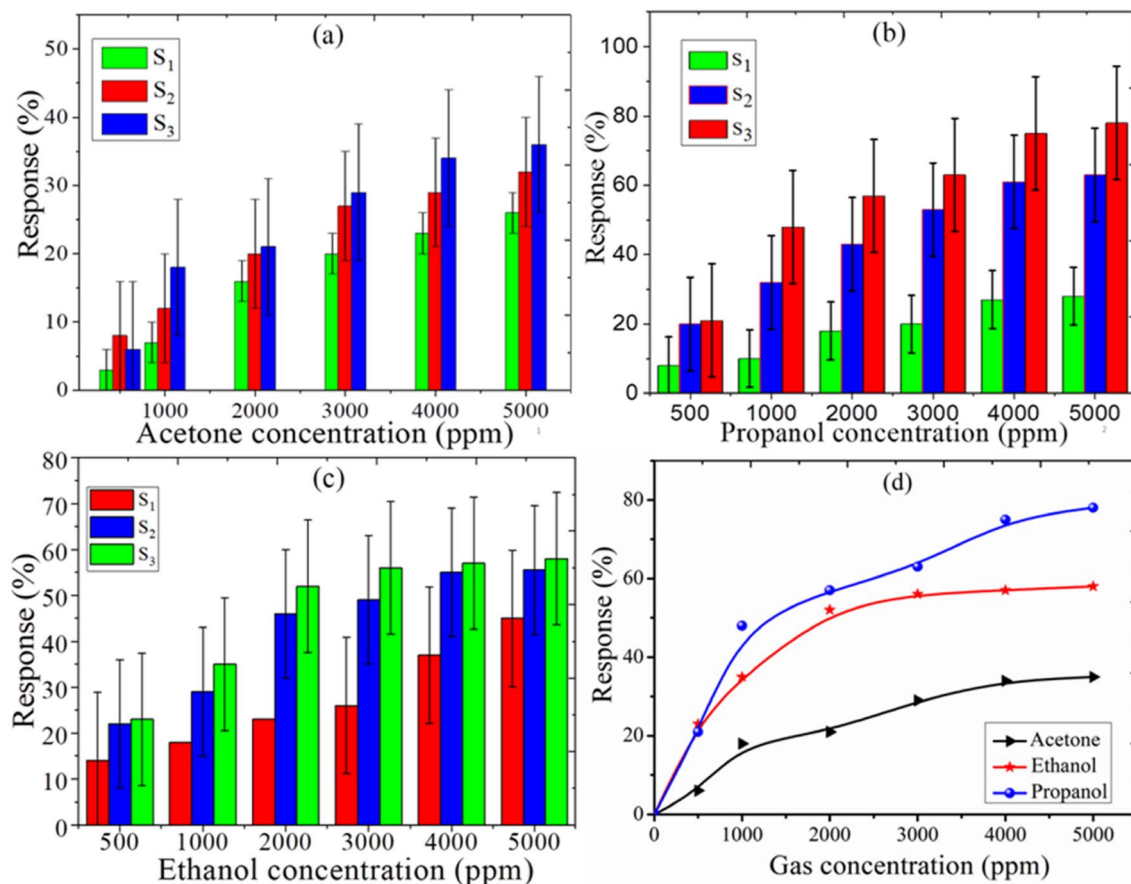 (a)
S1
S2
S3
Response (%)
50
40
30
20
10
0
1000 2000 3000 4000 5000
Acetone concentration (ppm) 1
(b)
S1
S2
S3
Response (%)
100
80
60
40
20
0
500 1000 2000 3000 4000 5000
Propanol concentration (ppm) 2
(c)
S1
S2
S3
Response (%)
80
70
60
50
40
30
20
10
0
500 1000 2000 3000 4000 5000
Ethanol concentration (ppm)
(d)
Response (%)
80
60
40
20
0
Acetone
Ethanol
Propanol
0 1000 2000 3000 4000 5000
Gas concentration (ppm)